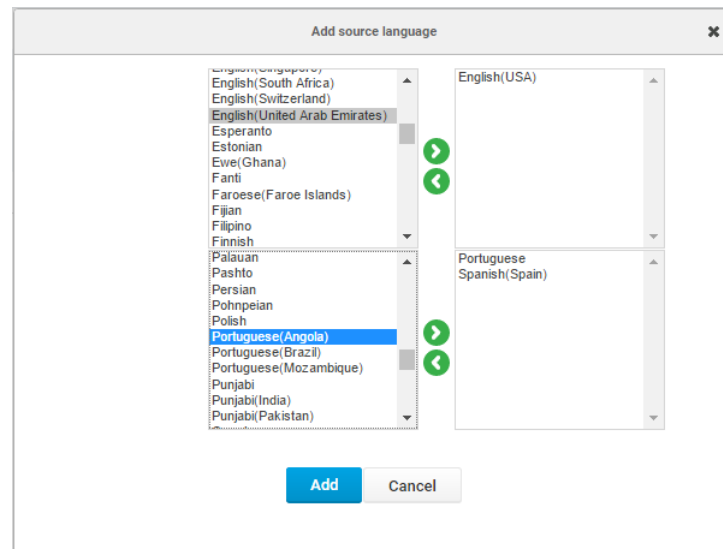 Add source language
English(Singapore)
English(South Africa)
English(Switzerland)
English(United Arab Emirates)
Esperanto
Estonian
Ewe(Ghana)
Fanti
Faroese(Faroe Islands)
Fijian
Filipino
Finnish
English(USA)
Palauan
Pashto
Persian
Pohnpeian
Polish
Portuguese(Angola)
Portuguese(Brazil)
Portuguese(Mozambique)
Punjabi
Punjabi(India)
Punjabi(Pakistan)
Portuguese
Spanish(Spain)
Add
Cancel